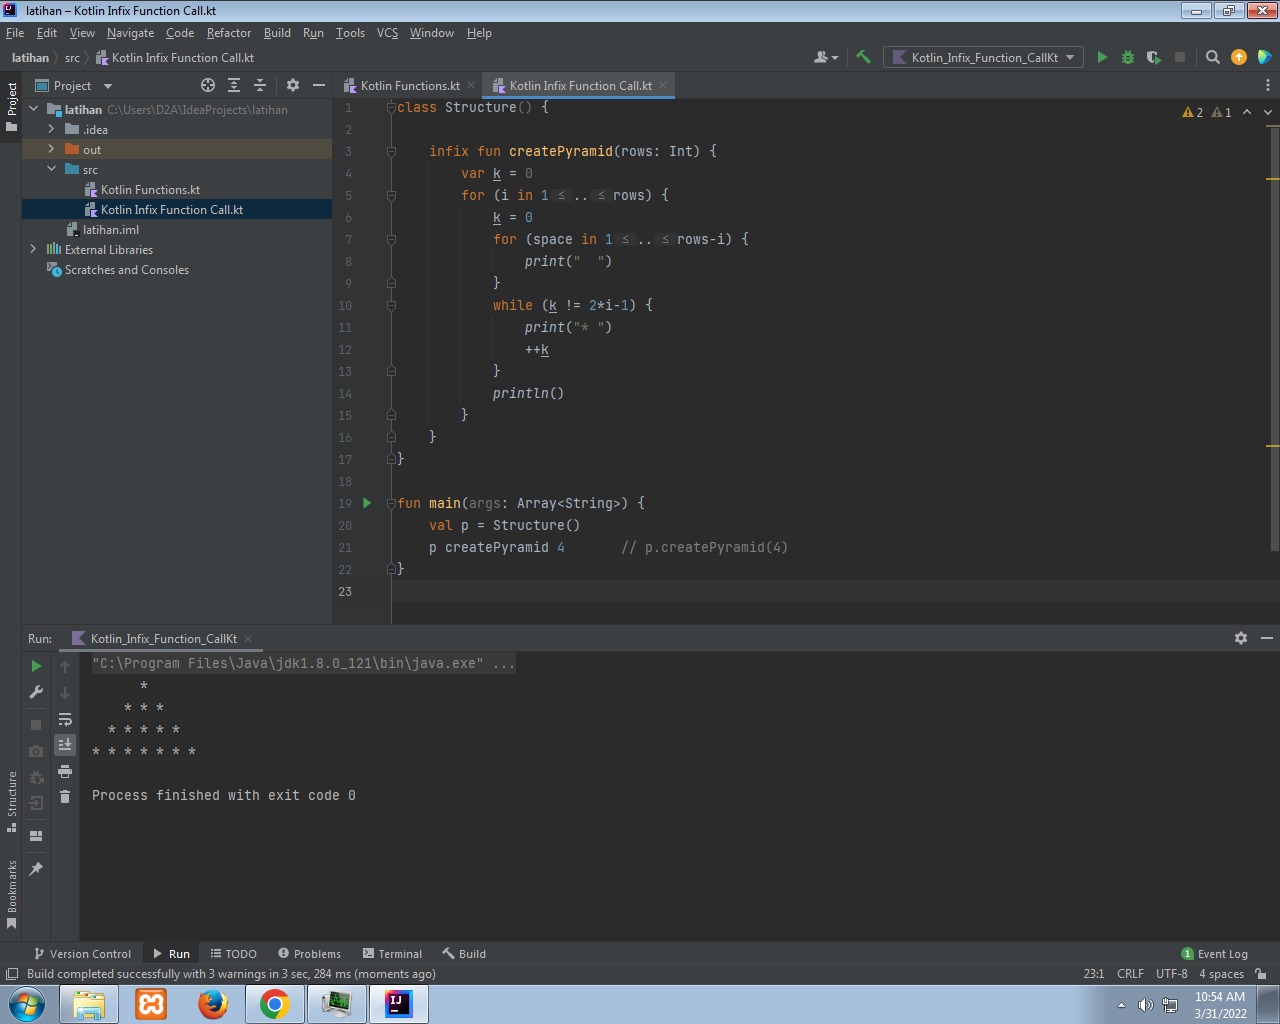 latihan – Kotlin Infix Function Call.kt
File Edit View Navigate Code Refactor Build Run Tools VCS Window Help
latihan src Kotlin Infix Function Call.kt
Kotlin_Infix_Function_CallKt
Project
Project
Kotlin Functions.kt
Kotlin Infix Function Call.kt
latihan C:\Users\D2A\IdeaProjects\latihan
.idea
out
src
Kotlin Functions.kt
Kotlin Infix Function Call.kt
latihan.iml
External Libraries
Scratches and Consoles
2 1
1 class Structure() {
2
3 infix fun createPyramid(rows: Int) {
4 var k = 0
5 for (i in 1 ≤ .. ≤ rows) {
6 k = 0
7 for (space in 1 ≤ .. ≤ rows-i) {
8 print("  ")
9 }
10 while (k != 2*i-1) {
11 print("* ")
12 ++k
13 }
14 println()
15 }
16 }
17 }
18
19 fun main(args: Array<String>) {
20 val p = Structure()
21 p createPyramid 4 // p.createPyramid(4)
22 }
23
Run: Kotlin_Infix_Function_CallKt
"C:\Program Files\Java\jdk1.8.0_121\bin\java.exe" ...
*
* * *
* * * * *
* * * * * * *
Process finished with exit code 0
Structure
Bookmarks
Version Control Run TODO Problems Terminal Build 1 Event Log
Build completed successfully with 3 warnings in 3 sec, 284 ms (moments ago) 23:1 CRLF UTF-8 4 spaces
IJ
10:54 AM
3/31/2022